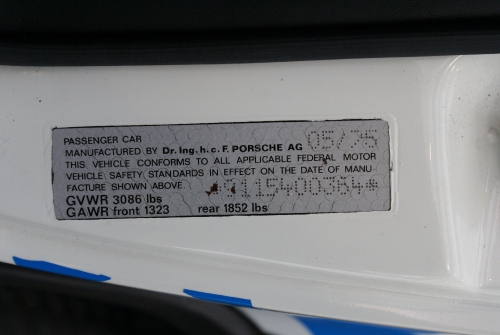 PASSENGER CAR
MANUFACTURED BY Dr. Ing. h. c. F. PORSCHE AG 05/75
THIS VEHICLE CONFORMS TO ALL APPLICABLE FEDERAL MOTOR
VEHICLE SAFETY STANDARDS IN EFFECT ON THE DATE OF MANU-
FACTURE SHOWN ABOVE. *9115400364*
GVWR 3086 lbs
GAWR front 1323 rear 1852 lbs